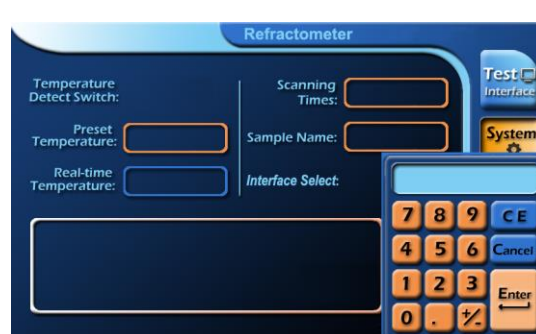 Refractometer
Temperature
Detect Switch:
Scanning
Times:
Preset
Temperature:
Sample Name:
Real-time
Temperature:
Interface Select:
Test
Interface
System
7 8 9 CE
4 5 6 Cancel
1 2 3 Enter
0 . +/-